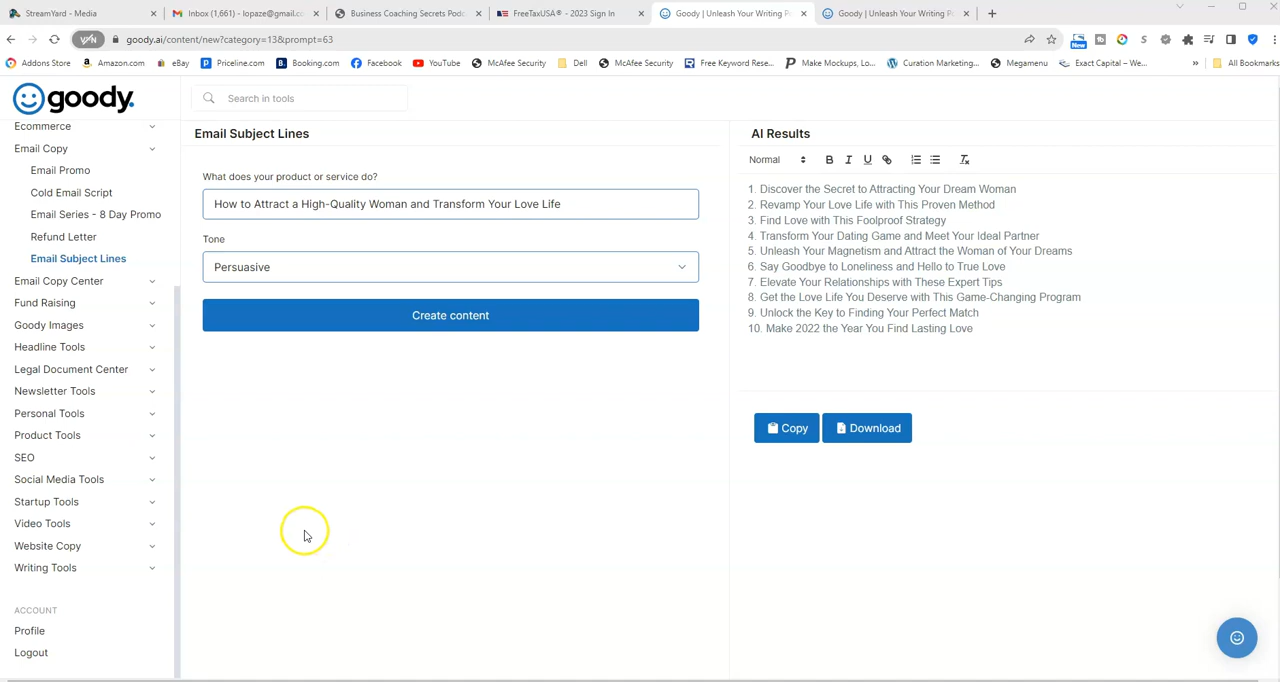 StreamYard - Media
Inbox (1,661) - lopaze@gmail.co
Business Coaching Secrets Podc
FreeTaxUSA® - 2023 Sign In
Goody | Unleash Your Writing P
Goody | Unleash Your Writing P
goody.ai/content/new?category=13&prompt=63
New
Addons Store
Amazon.com
eBay
Priceline.com
Booking.com
Facebook
YouTube
McAfee Security
Dell
McAfee Security
Free Keyword Rese...
Make Mockups, Lo...
Curation Marketing...
Megamenu
Exact Capital – We...
»
All Bookmarks
goody.
Search in tools
Ecommerce
Email Copy
Email Promo
Cold Email Script
Email Series - 8 Day Promo
Refund Letter
Email Subject Lines
Email Copy Center
Fund Raising
Goody Images
Headline Tools
Legal Document Center
Newsletter Tools
Personal Tools
Product Tools
SEO
Social Media Tools
Startup Tools
Video Tools
Website Copy
Writing Tools
ACCOUNT
Profile
Logout
Email Subject Lines
What does your product or service do?
How to Attract a High-Quality Woman and Transform Your Love Life
Tone
Persuasive
Create content
AI Results
Normal B I U
1. Discover the Secret to Attracting Your Dream Woman
2. Revamp Your Love Life with This Proven Method
3. Find Love with This Foolproof Strategy
4. Transform Your Dating Game and Meet Your Ideal Partner
5. Unleash Your Magnetism and Attract the Woman of Your Dreams
6. Say Goodbye to Loneliness and Hello to True Love
7. Elevate Your Relationships with These Expert Tips
8. Get the Love Life You Deserve with This Game-Changing Program
9. Unlock the Key to Finding Your Perfect Match
10. Make 2022 the Year You Find Lasting Love
Copy
Download